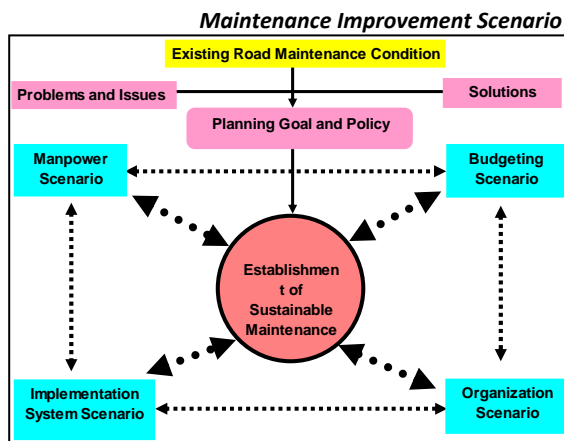 Maintenance Improvement Scenario
Existing Road Maintenance Condition
Problems and Issues
Solutions
Planning Goal and Policy
Manpower
Scenario
Budgeting
Scenario
Establishmen
t of
Sustainable
Maintenance
Implementation
System Scenario
Organization
Scenario